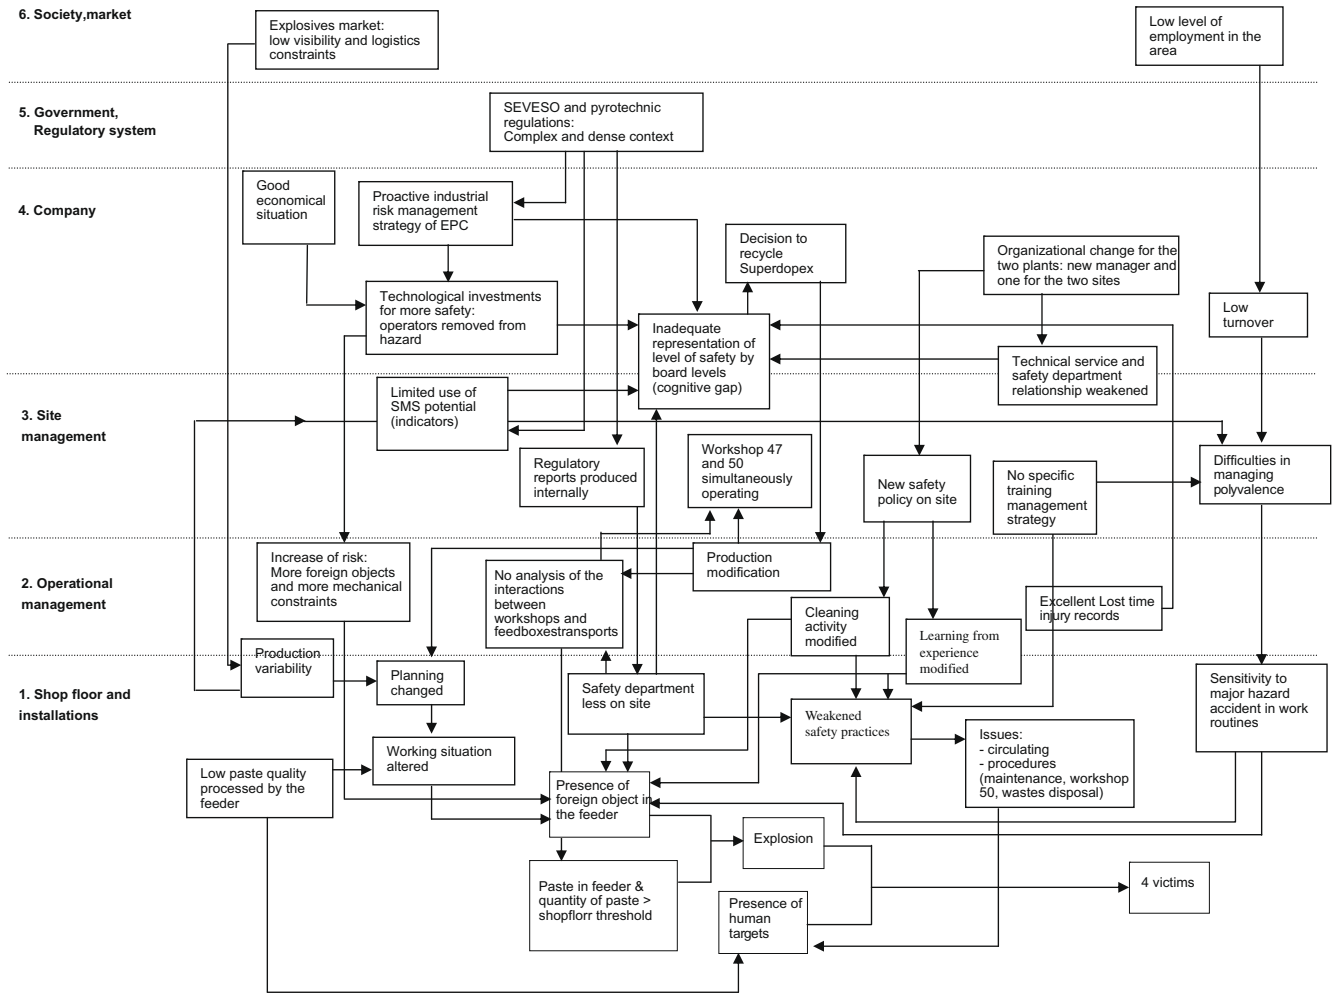 6. Society,market
Explosives market:
low visibility and logistics
constraints
Low level of
employment in the
area
5. Government,
Regulatory system
SEVESO and pyrotechnic
regulations:
Complex and dense context
4. Company
Good
economical
situation
Proactive industrial
risk management
strategy of EPC
Decision to
recycle
Superdopex
Organizational change for the
two plants: new manager and
one for the two sites
Technological investments
for more safety:
operators removed from
hazard
Inadequate
representation of
level of safety by
board levels
(cognitive gap)
Low
turnover
Technical service and
safety department
relationship weakened
3. Site
management
Limited use of
SMS potential
(indicators)
Regulatory
reports produced
internally
Workshop 47
and 50
simultaneously
operating
New safety
policy on site
No specific
training
management
strategy
Difficulties in
managing
polyvalence
2. Operational
management
Increase of risk:
More foreign objects
and more mechanical
constraints
No analysis of the
interactions
between
workshops and
feedboxestransports
Production
modification
Cleaning
activity
modified
Learning from
experience
modified
Excellent Lost time
injury records
1. Shop floor and
installations
Production
variability
Planning
changed
Safety department
less on site
Weakened
safety practices
Sensitivity to
major hazard
accident in work
routines
Working situation
altered
Issues:
- circulating
- procedures
(maintenance, workshop
50, wastes disposal)
Low paste quality
processed by the
feeder
Presence of
foreign object in
the feeder
Explosion
Paste in feeder &
quantity of paste >
shopflorr threshold
Presence of
human
targets
4 victims